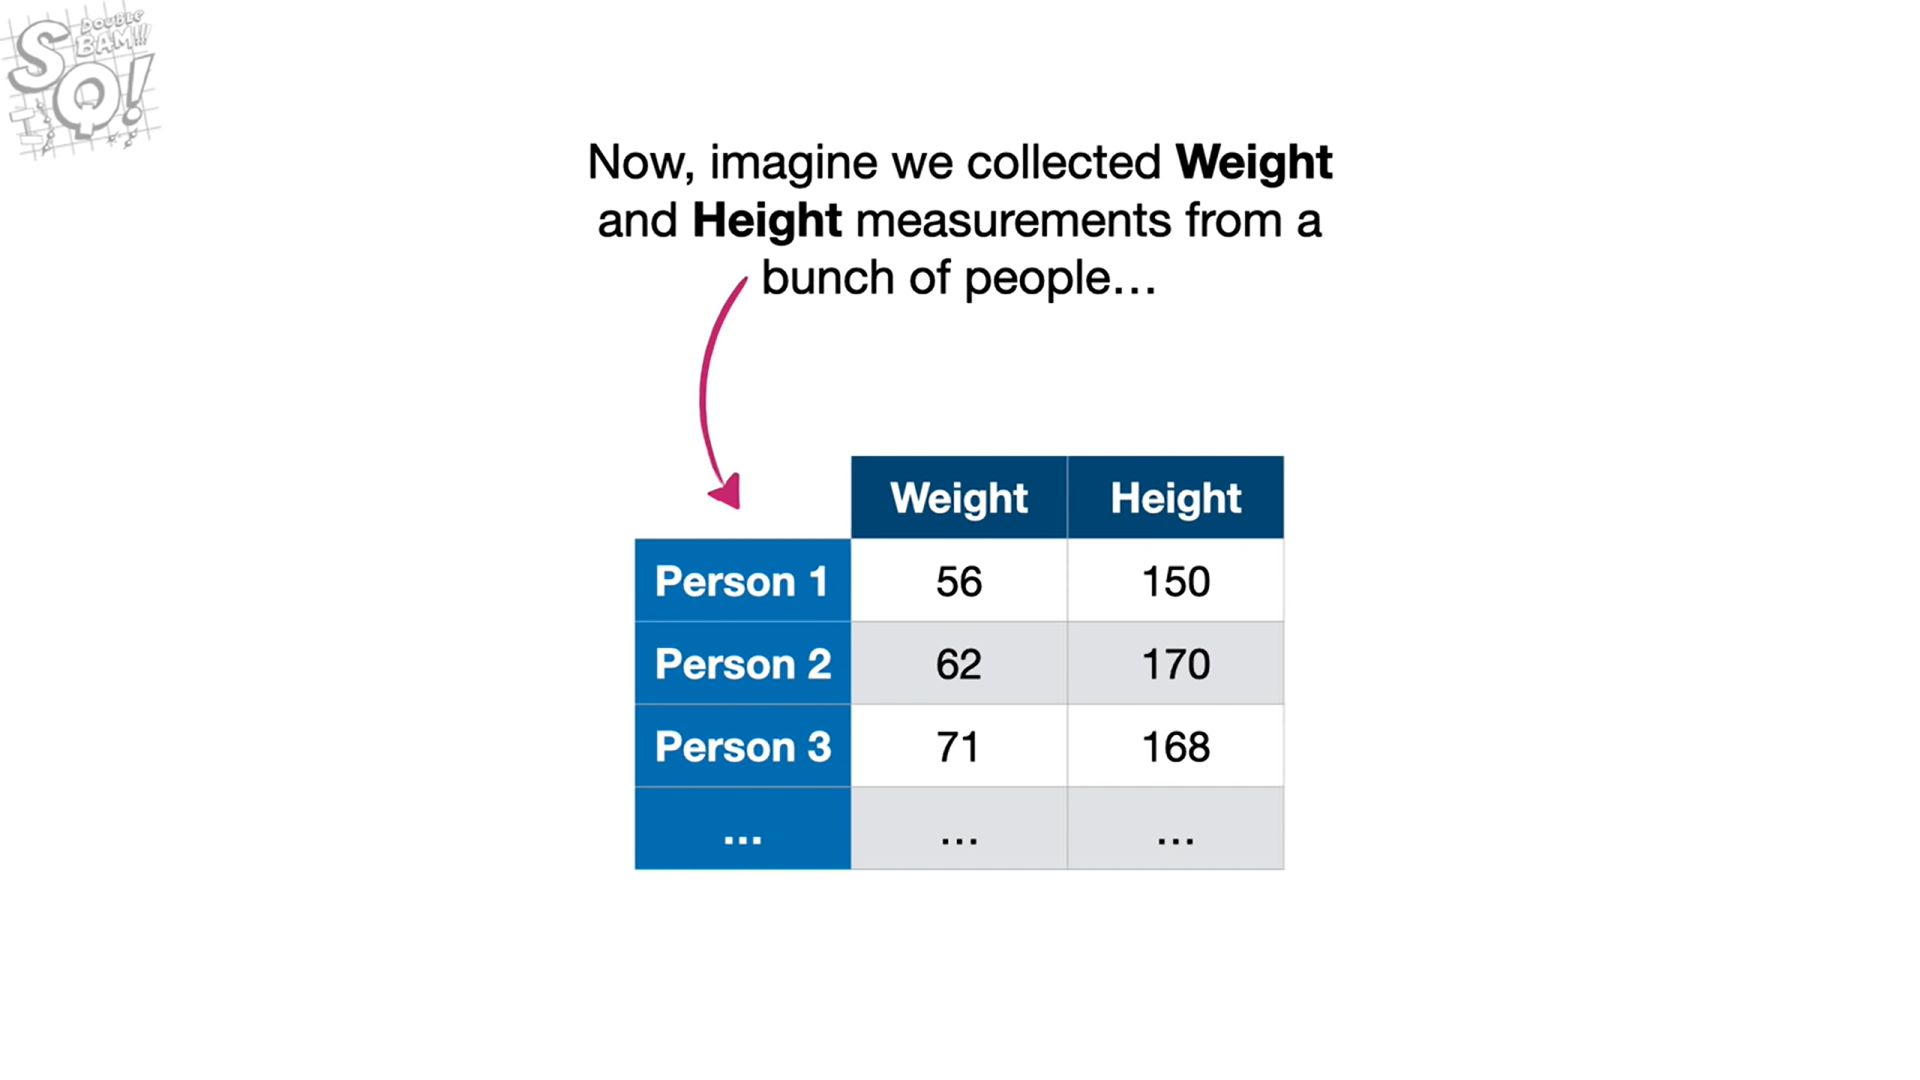 DOUBLE
BAM!!!
SQ!
Now, imagine we collected Weight
and Height measurements from a
bunch of people…
Weight Height
Person 1 56 150
Person 2 62 170
Person 3 71 168
… … …